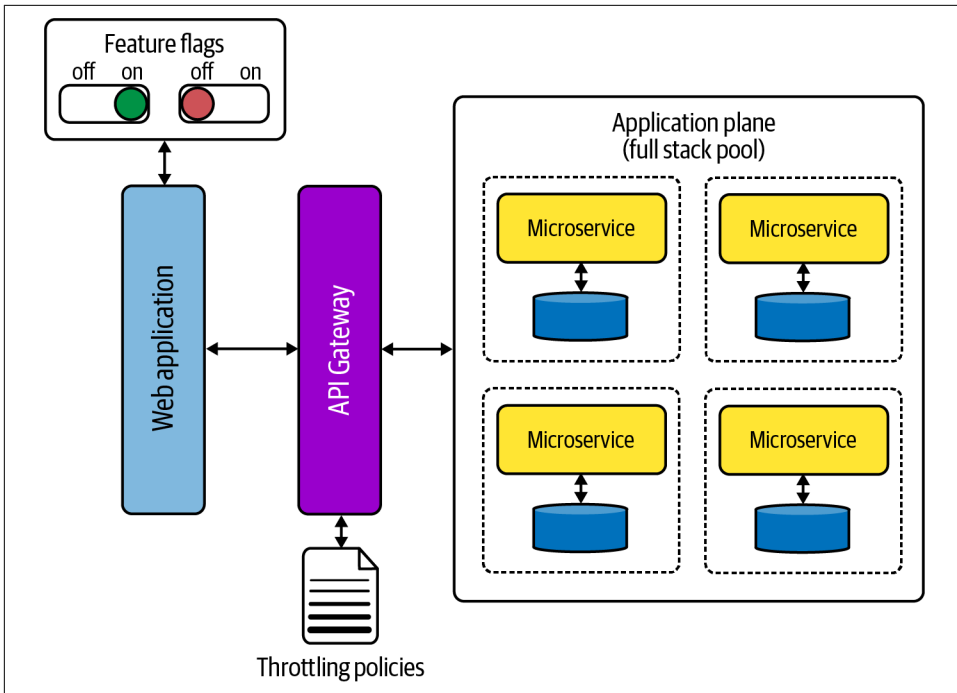 Feature flags
off on off on
Application plane
(full stack pool)
Microservice
Microservice
Web application
API Gateway
Microservice
Microservice
Throttling policies